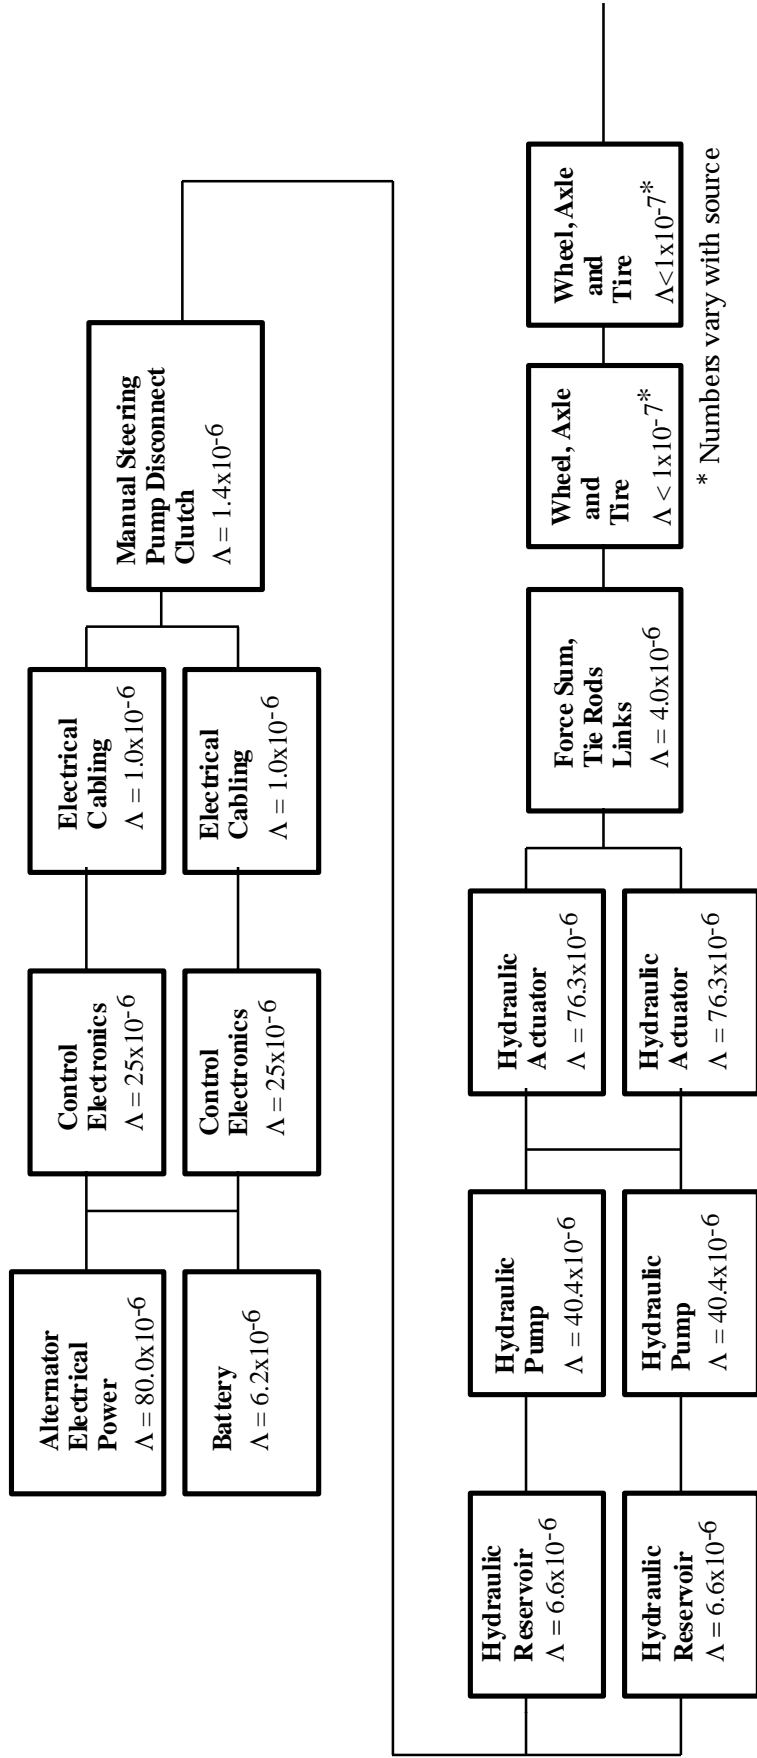 Alternator
Electrical
Power
Λ = 80.0x10-6
Battery
Λ = 6.2x10-6
Control
Electronics
Λ = 25x10-6
Control
Electronics
Λ = 25x10-6
Electrical
Cabling
Λ = 1.0x10-6
Electrical
Cabling
Λ = 1.0x10-6
Manual Steering
Pump Disconnect
Clutch
Λ = 1.4x10-6
Hydraulic
Reservoir
Λ = 6.6x10-6
Hydraulic
Reservoir
Λ = 6.6x10-6
Hydraulic
Pump
Λ = 40.4x10-6
Hydraulic
Pump
Λ = 40.4x10-6
Hydraulic
Actuator
Λ = 76.3x10-6
Hydraulic
Actuator
Λ = 76.3x10-6
Force Sum,
Tie Rods
Links
Λ = 4.0x10-6
Wheel, Axle
and
Tire
Λ < 1x10-7*
Wheel, Axle
and
Tire
Λ<1x10-7*
* Numbers vary with source